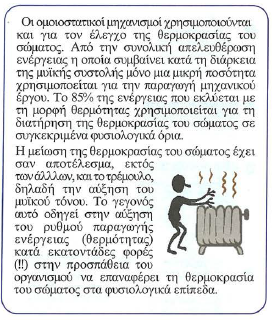 Οι ομοιοστατικοί μηχανισμοί χρησιμοποιούνται
και για τον έλεγχο της θερμοκρασίας του
σώματος. Από την συνολική απελευθέρωση
ενέργειας η οποία συμβαίνει κατά τη διάρκεια
της μυϊκής συστολής μόνο μια μικρή ποσότητα
χρησιμοποιείται για την παραγωγή μηχανικού
έργου. Το 85% της ενέργειας που εκλύεται με
τη μορφή θερμότητας χρησιμοποιείται για τη
διατήρηση της θερμοκρασίας του σώματος σε
συγκεκριμένα φυσιολογικά όρια.
Η μείωση της θερμοκρασίας του σώματος έχει
σαν αποτέλεσμα, εκτός
των άλλλων, και το τρέμουλο,
δηλαδή την αύξηση του
μυϊκού τόνου. Το γεγονός
αυτό οδηγεί στην αύξηση
του ρυθμού παραγωγής
ενέργειας (θερμότητας)
κατά εκατοντάδες φορές
(!!) στην προσπάθεια του
οργανισμού να επαναφέρει τη θερμοκρασία
του σώματος στα φυσιολογικά επίπεδα.